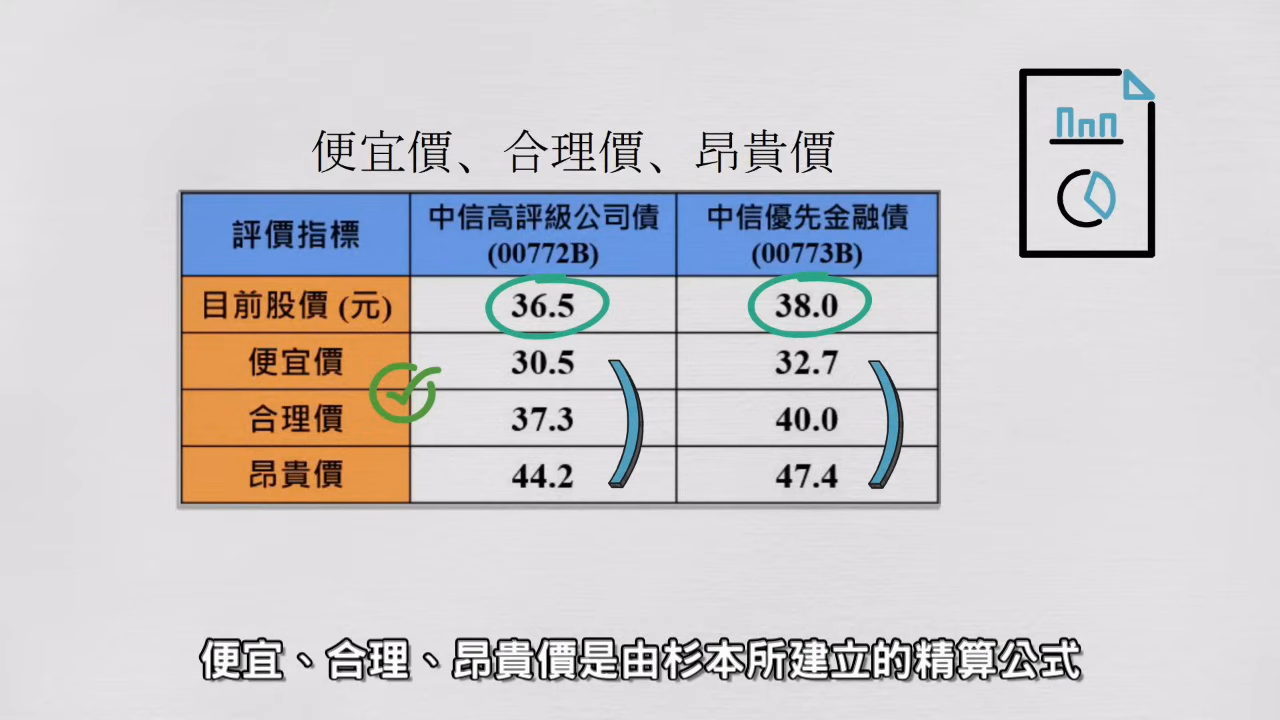 便宜價、合理價、昂貴價
評價指標 中信高評級公司債 (00772B) 中信優先金融債 (00773B)
目前股價 (元) 36.5 38.0
便宜價 30.5 32.7
合理價 37.3 40.0
昂貴價 44.2 47.4
便宜、合理、昂貴價是由杉本所建立的精算公式